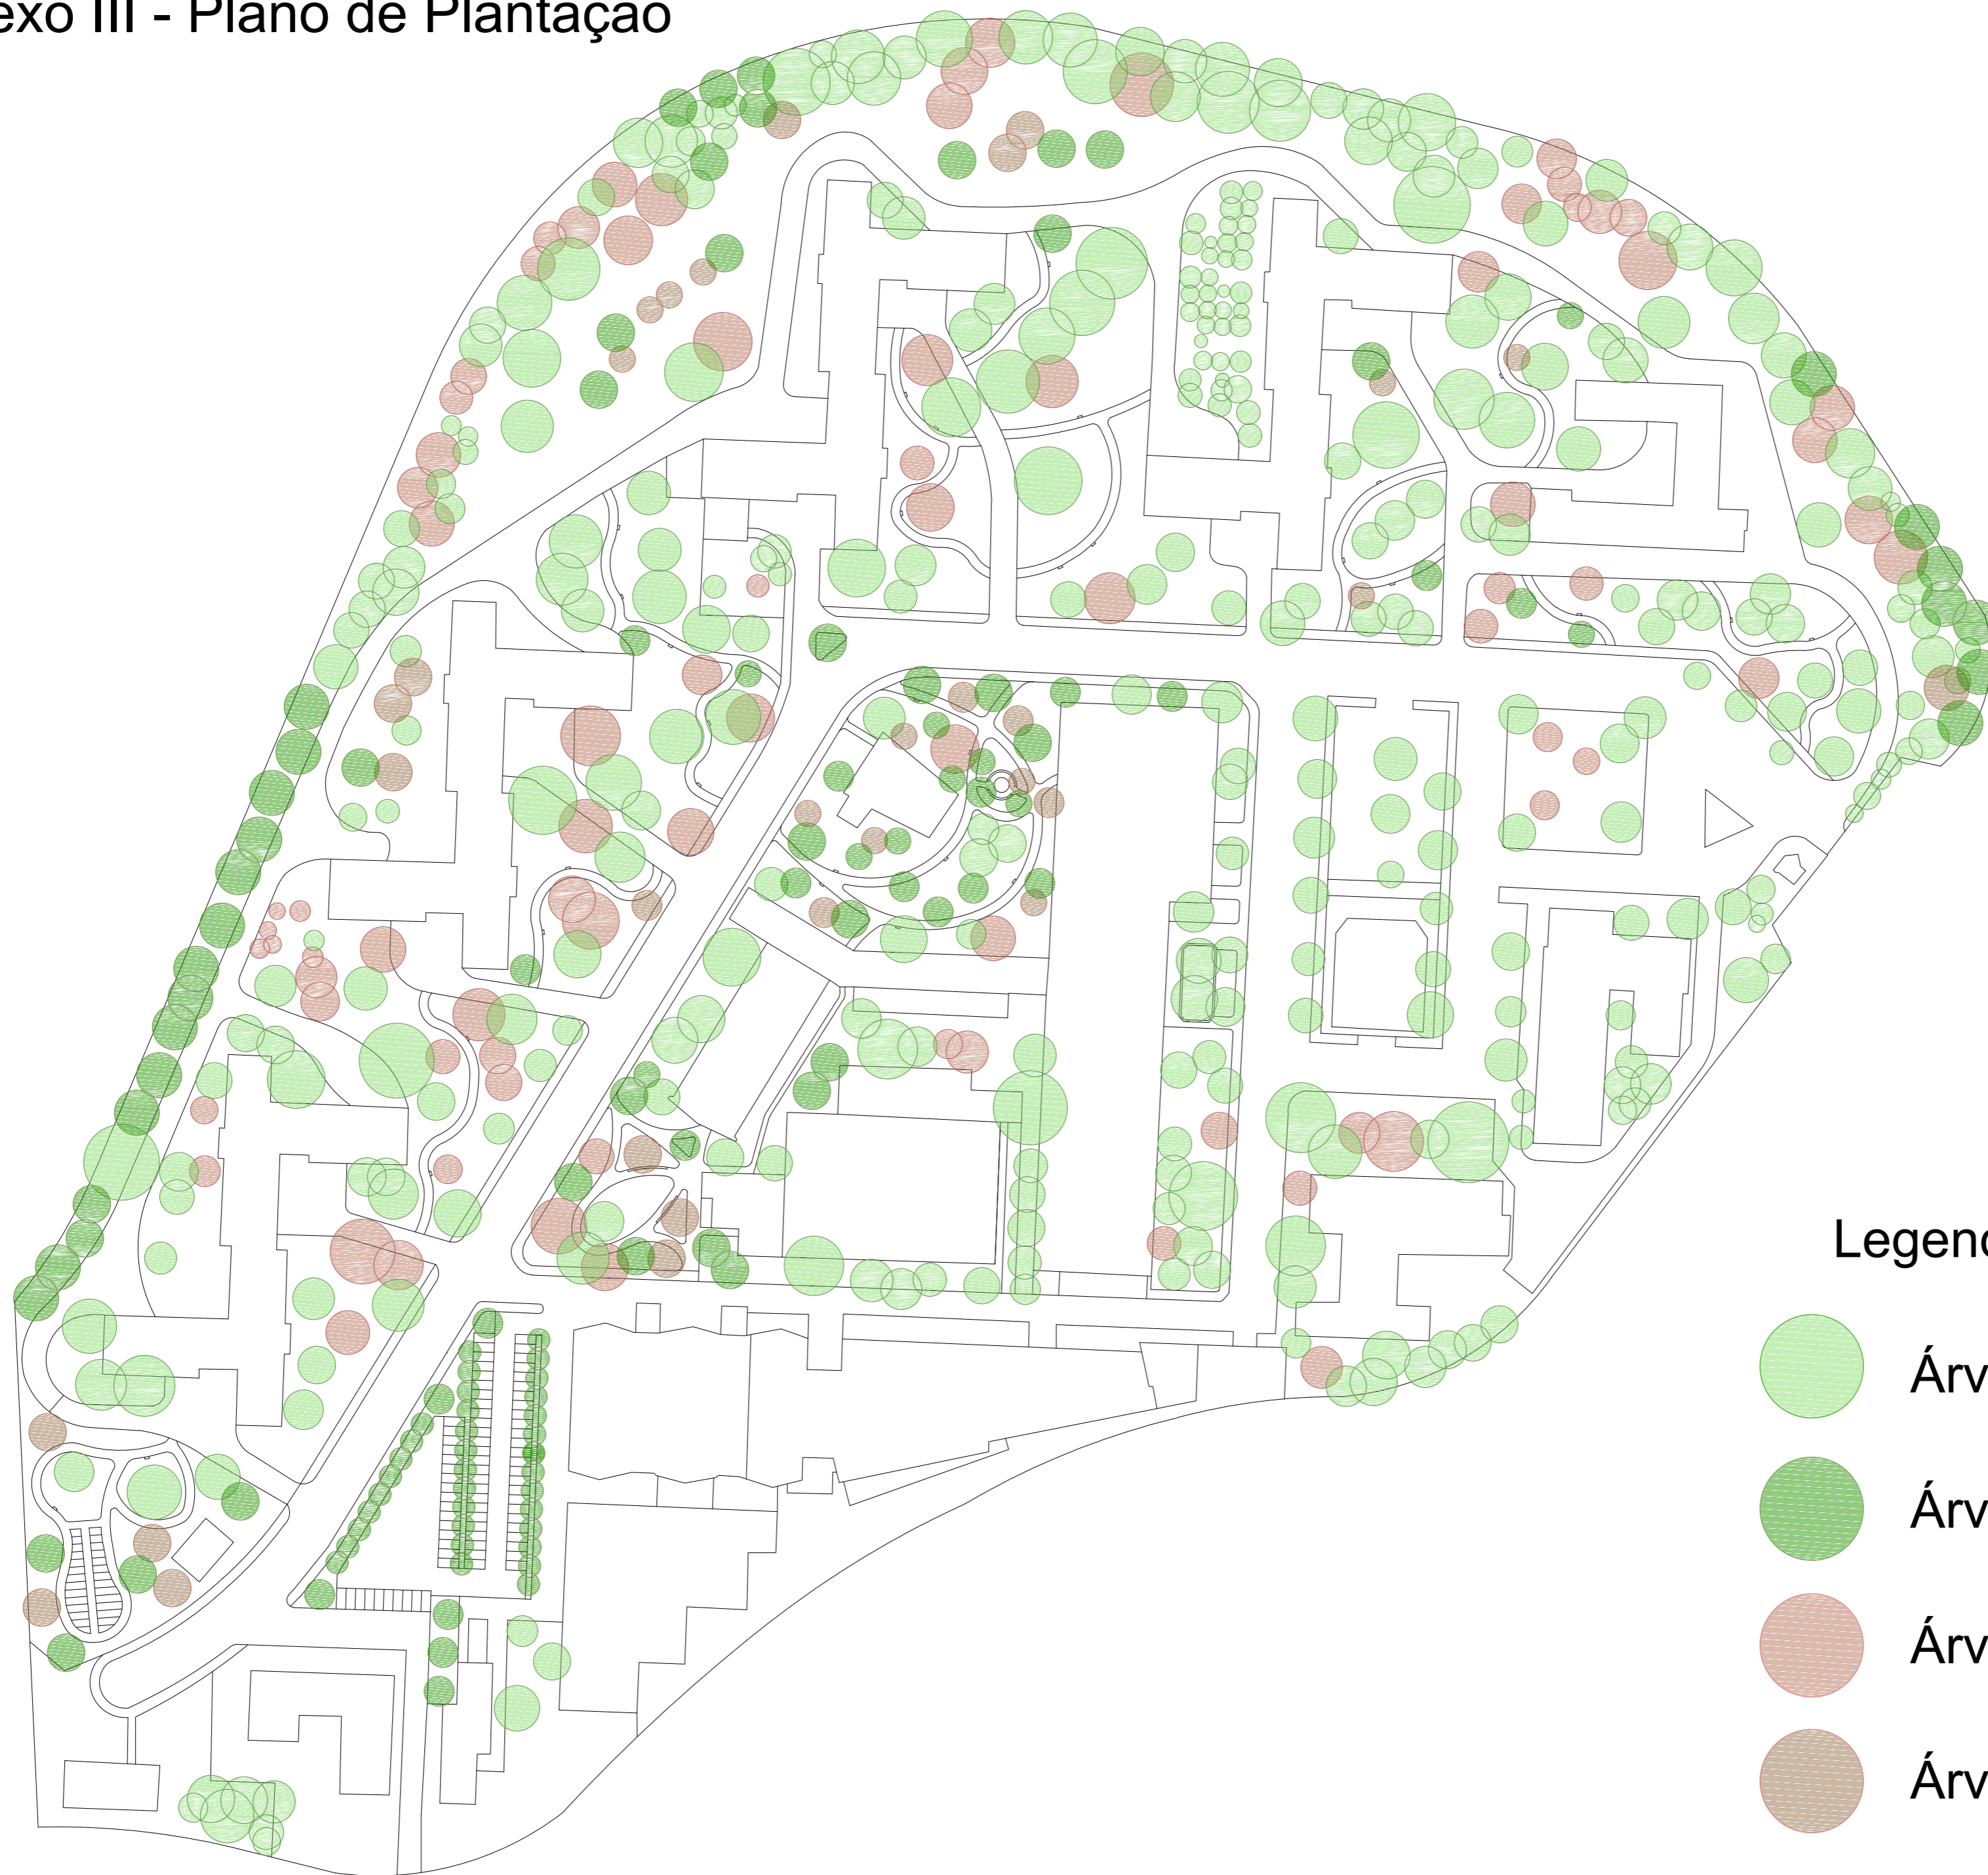 exo III - Plano de Plantação
Legend
Árv
Árv
Árv
Árv